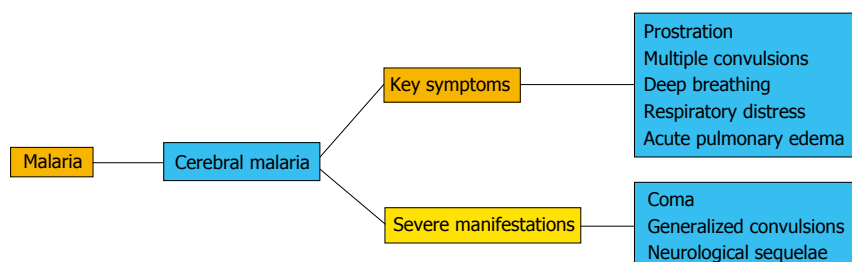 Malaria
Cerebral malaria
Key symptoms
Prostration
Multiple convulsions
Deep breathing
Respiratory distress
Acute pulmonary edema
Severe manifestations
Coma
Generalized convulsions
Neurological sequelae